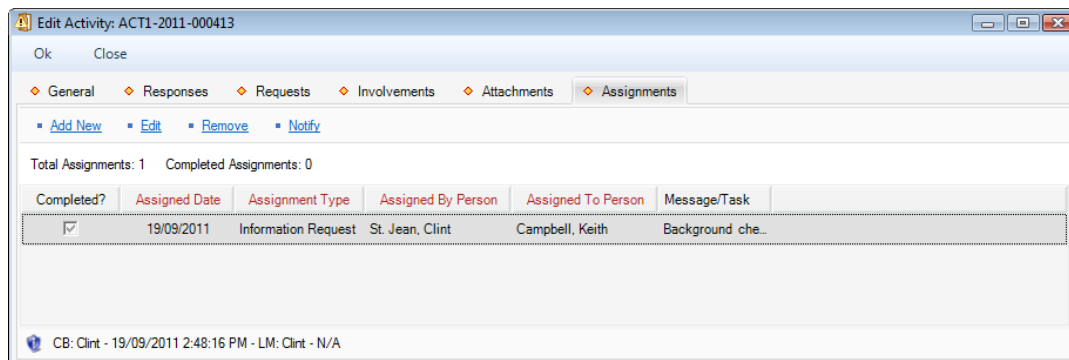 Edit Activity: ACT1-2011-000413
Ok Close
General Responses Requests Involvements Attachments Assignments
Add New Edit Remove Notify
Total Assignments: 1 Completed Assignments: 0
Completed? Assigned Date Assignment Type Assigned By Person Assigned To Person Message/Task
19/09/2011 Information Request St. Jean, Clint Campbell, Keith Background che...
CB: Clint - 19/09/2011 2:48:16 PM - LM: Clint - N/A